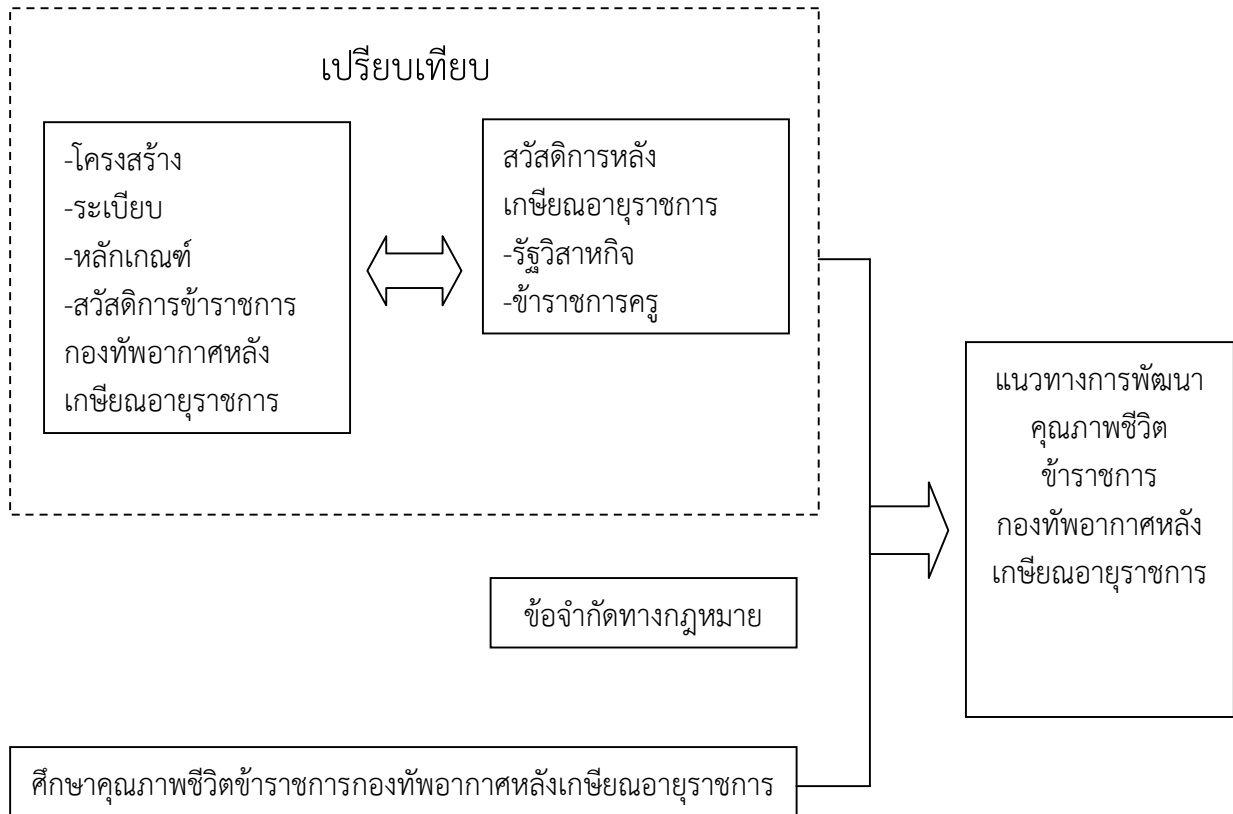 เปรียบเทียบ
-โครงสร้าง
-ระเบียบ
-หลักเกณฑ์
-สวัสดิการข้าราชการ
กองทัพอากาศหลัง
เกษียณอายุราชการ
สวัสดิการหลัง
เกษียณอายุราชการ
-รัฐวิสาหกิจ
-ข้าราชการครู
แนวทางการพัฒนา
คุณภาพชีวิต
ข้าราชการ
กองทัพอากาศหลัง
เกษียณอายุราชการ
ข้อจำกัดทางกฎหมาย
ศึกษาคุณภาพชีวิตข้าราชการกองทัพอากาศหลังเกษียณอายุราชการ